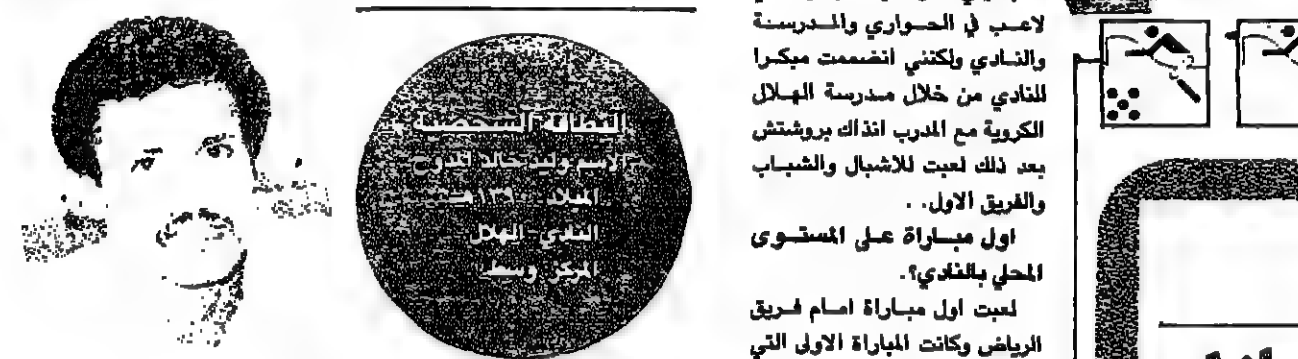 لاعب في الحواري والمدرسة
والنادي ولكنني انضممت مبكرا
للنادي من خلال مدرسة الهلال
الكروية مع المدرب انذاك بروشتش
بعد ذلك لعبت للاشبال والشباب
والفريق الاول. .
اول مباراة على المستوى
المحلي بالنادي؟.
لعبت اول مباراة امام فريق
الرياض وكانت المباراة الاولى التي
البطاقة الشخصية
الاسم وليد خالد
الميلاد ١٣٩٠هـ
النادي - الهلال
المركز وسط